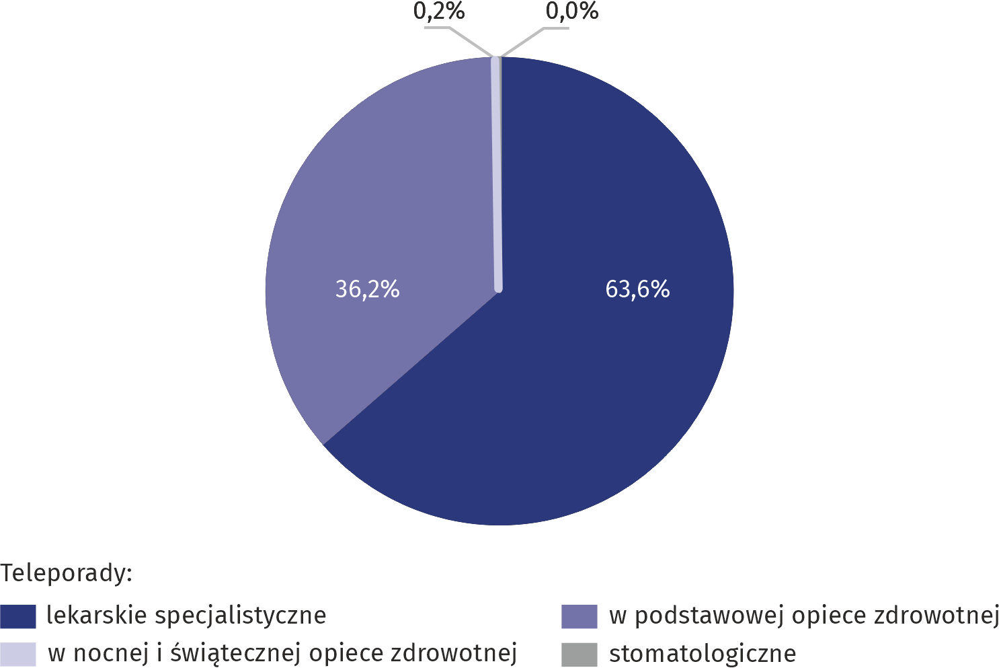 0,2%
0,0%
36,2%
63,6%
Teleporady:
lekarskie specjalistyczne
w podstawowej opiece zdrowotnej
w nocnej i świątecznej opiece zdrowotnej
stomatologiczne